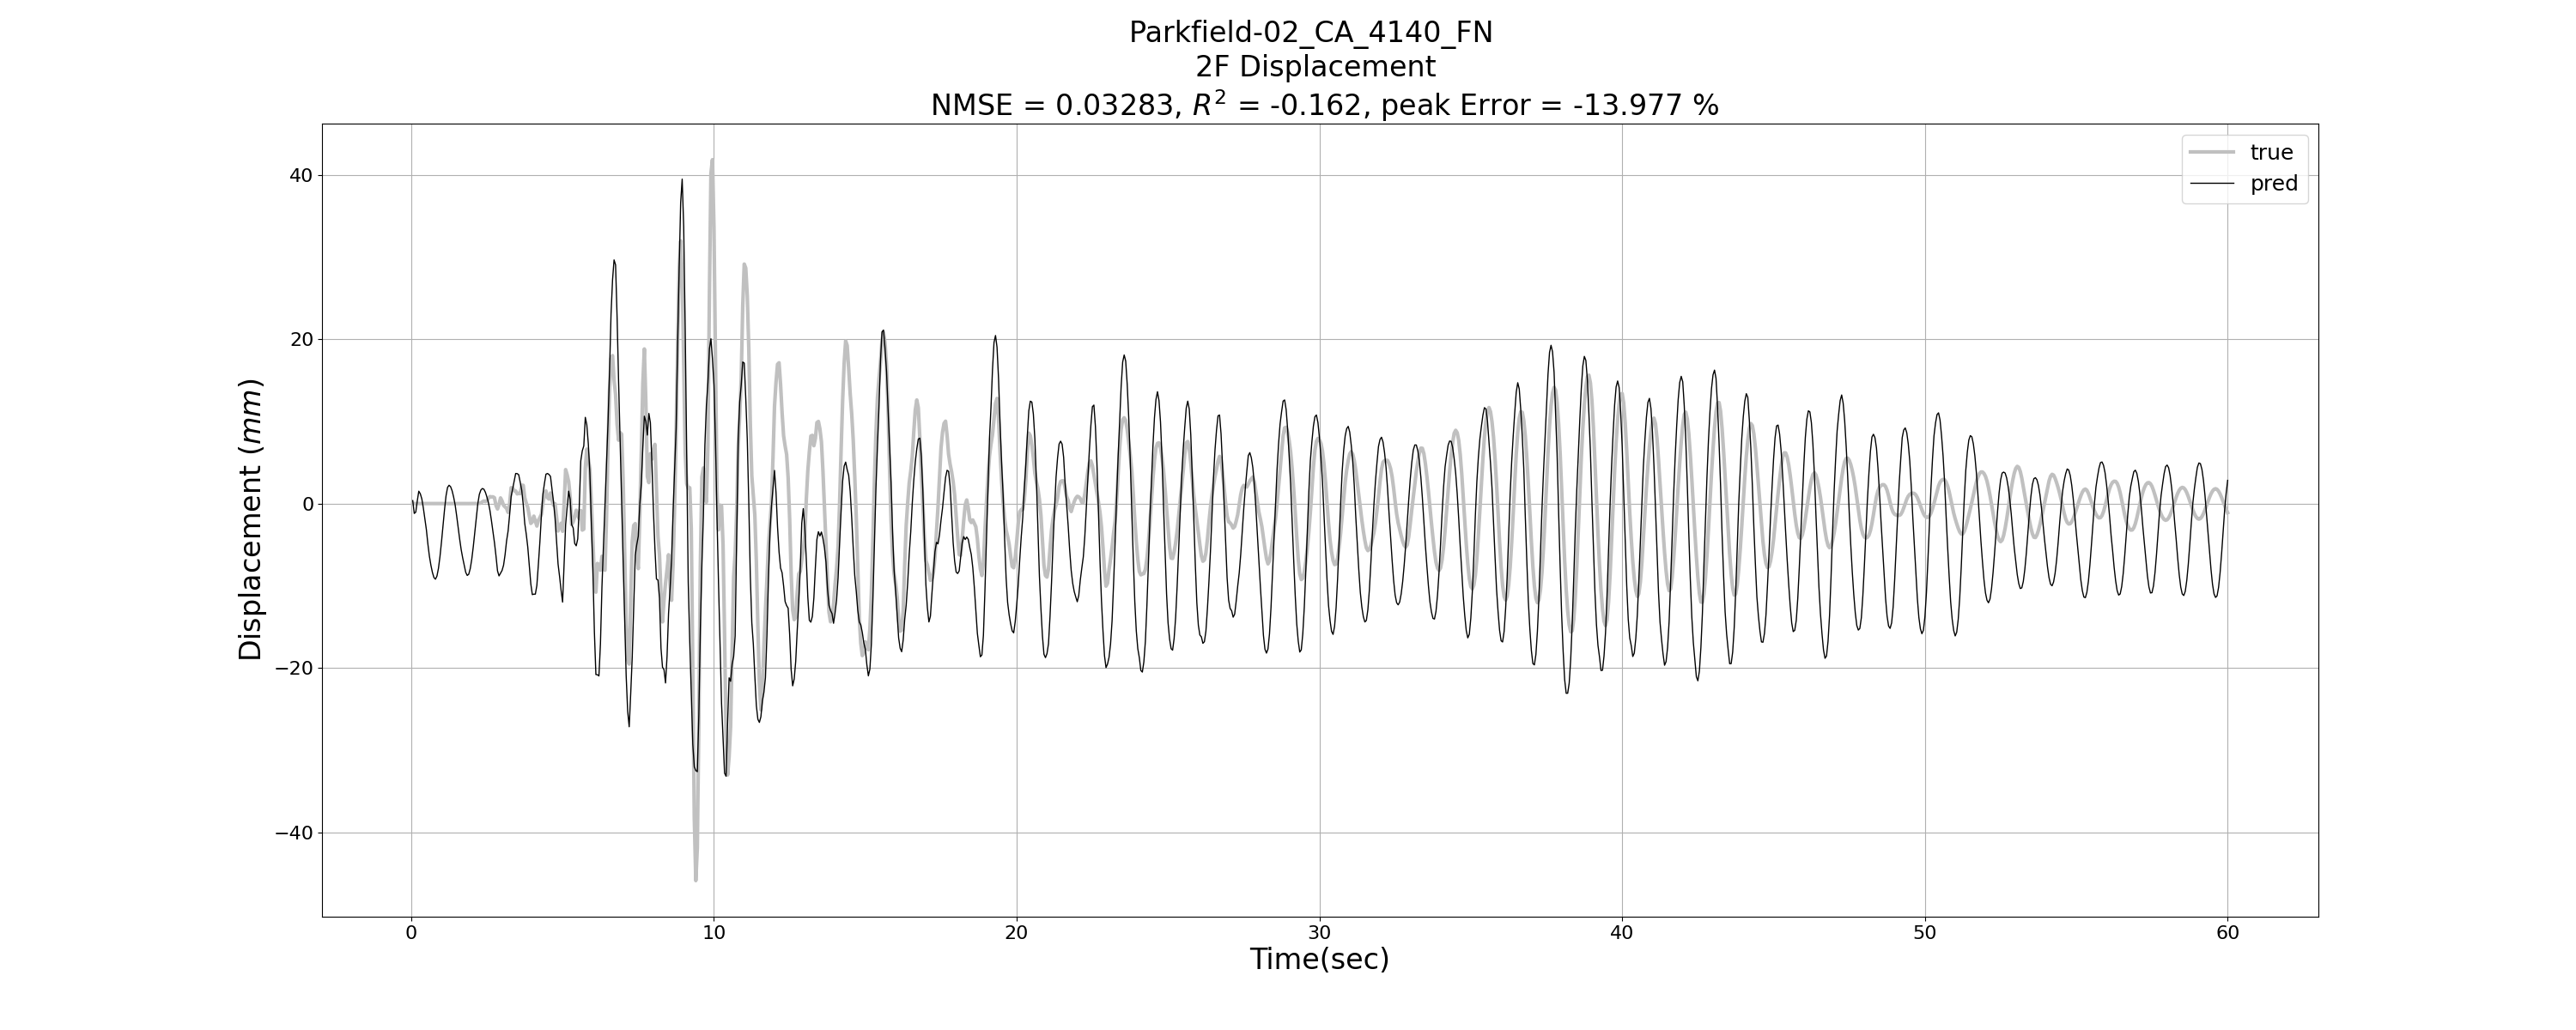 Parkfield-02_CA_4140_FN
2F Displacement
NMSE = 0.03283, R² = -0.162, peak Error = -13.977 %
true
pred
Displacement (mm)
40
20
0
−20
−40
0 10 20 30 40 50 60
Time(sec)